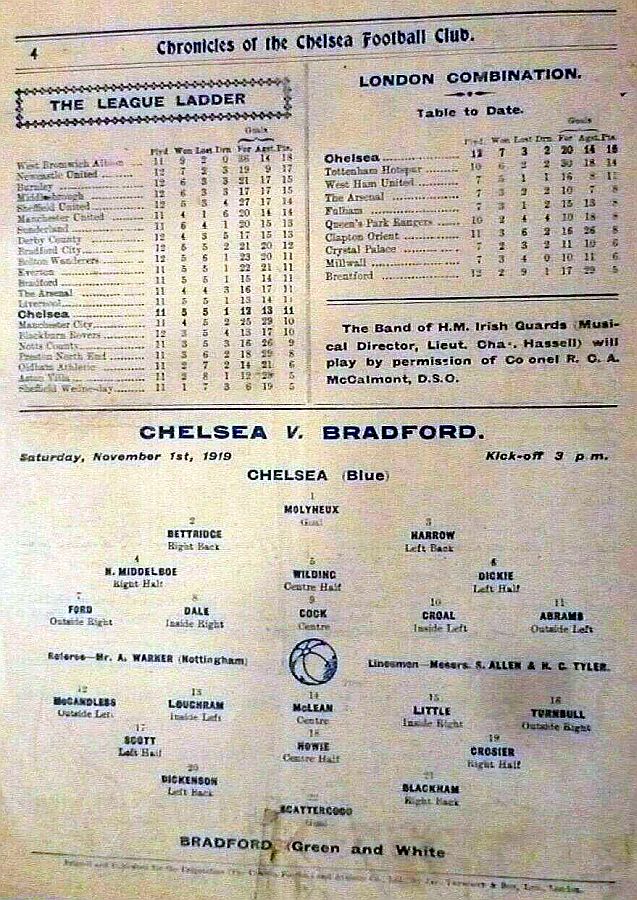 4
Chronicles of the Chelsea Football Club.
THE LEAGUE LADDER
Goals
Plyd Won Lost Drn For Agst Pts.
West Bromwich Albion ... 11 9 2 0 36 14 18
Newcastle United ... 12 7 2 3 19 9 17
Burnley ... 12 6 3 3 21 17 15
Middlesbrough ... 12 6 3 3 17 17 15
Sheffield United ... 12 5 3 4 27 17 14
Manchester United ... 11 4 1 6 20 14 14
Sunderland ... 11 6 4 1 20 15 13
Derby County ... 12 4 3 5 17 15 13
Bradford City ... 12 5 5 2 21 20 12
Bolton Wanderers ... 12 5 6 1 23 20 11
Everton ... 11 5 5 1 22 21 11
Bradford ... 11 5 5 1 15 14 11
The Arsenal ... 11 4 4 3 16 17 11
Liverpool ... 11 5 5 1 13 14 11
Chelsea ... 11 5 5 1 12 13 11
Manchester City ... 11 4 5 2 25 29 10
Blackburn Rovers ... 12 3 5 4 13 17 10
Notts County ... 11 3 5 3 16 26 9
Preston North End ... 11 3 6 2 18 29 8
Oldham Athletic ... 11 2 7 2 14 21 6
Aston Villa ... 11 2 8 1 12 5
Sheffield Wednesday ... 11 1 7 3 6 19 5
LONDON COMBINATION.
Table to Date.
Goals
Plyd Won Lost Drn For Agst Pts.
Chelsea ... 12 7 3 2 20 14 16
Tottenham Hotspur ... 10 6 2 2 30 18 14
West Ham United ... 7 5 1 1 16 8 11
The Arsenal ... 7 3 2 2 10 7 8
Fulham ... 7 3 1 2 15 13 8
Queen's Park Rangers ... 10 2 4 4 10 18 8
Clapton Orient ... 11 3 6 2 16 26 8
Crystal Palace ... 7 2 3 2 11 10 6
Millwall ... 7 3 4 0 10 11 6
Brentford ... 12 2 9 1 17 29 5
The Band of H.M. Irish Guards (Musi-
cal Director, Lieut. Chas. Hassell) will
play by permission of Co onel R. C. A.
McCalmont, D.S.O.
CHELSEA V. BRADFORD.
Saturday, November 1st, 1919 Kick-off 3 p.m.
CHELSEA (Blue)
1
MOLYNEUX
Goal
2 3
BETTRIDGE HARROW
Right Back Left Back
4 5 6
N. MIDDELBOE WILDING DICKIE
Right Half Centre Half Left Half
7 8 9 10 11
FORD DALE COCK CROAL ABRAMS
Outside Right Inside Right Centre Inside Left Outside Left
Referee—Mr. A. WARNER (Nottingham) Linesmen—Messrs. S. ALLEN & H. C. TYLER.
12 13 14 15 16
McCANDLESS LOUGHRAM McLEAN LITTLE TURNBULL
Outside Left Inside Left Centre Inside Right Outside Right
17 18 19
SCOTT HOWIE CROSIER
Left Half Centre Half Right Half
20 21
DICKENSON BLACKHAM
Left Back Right Back
22
SCATTERGOOD
Goal
BRADFORD (Green and White
Printed and Published for the